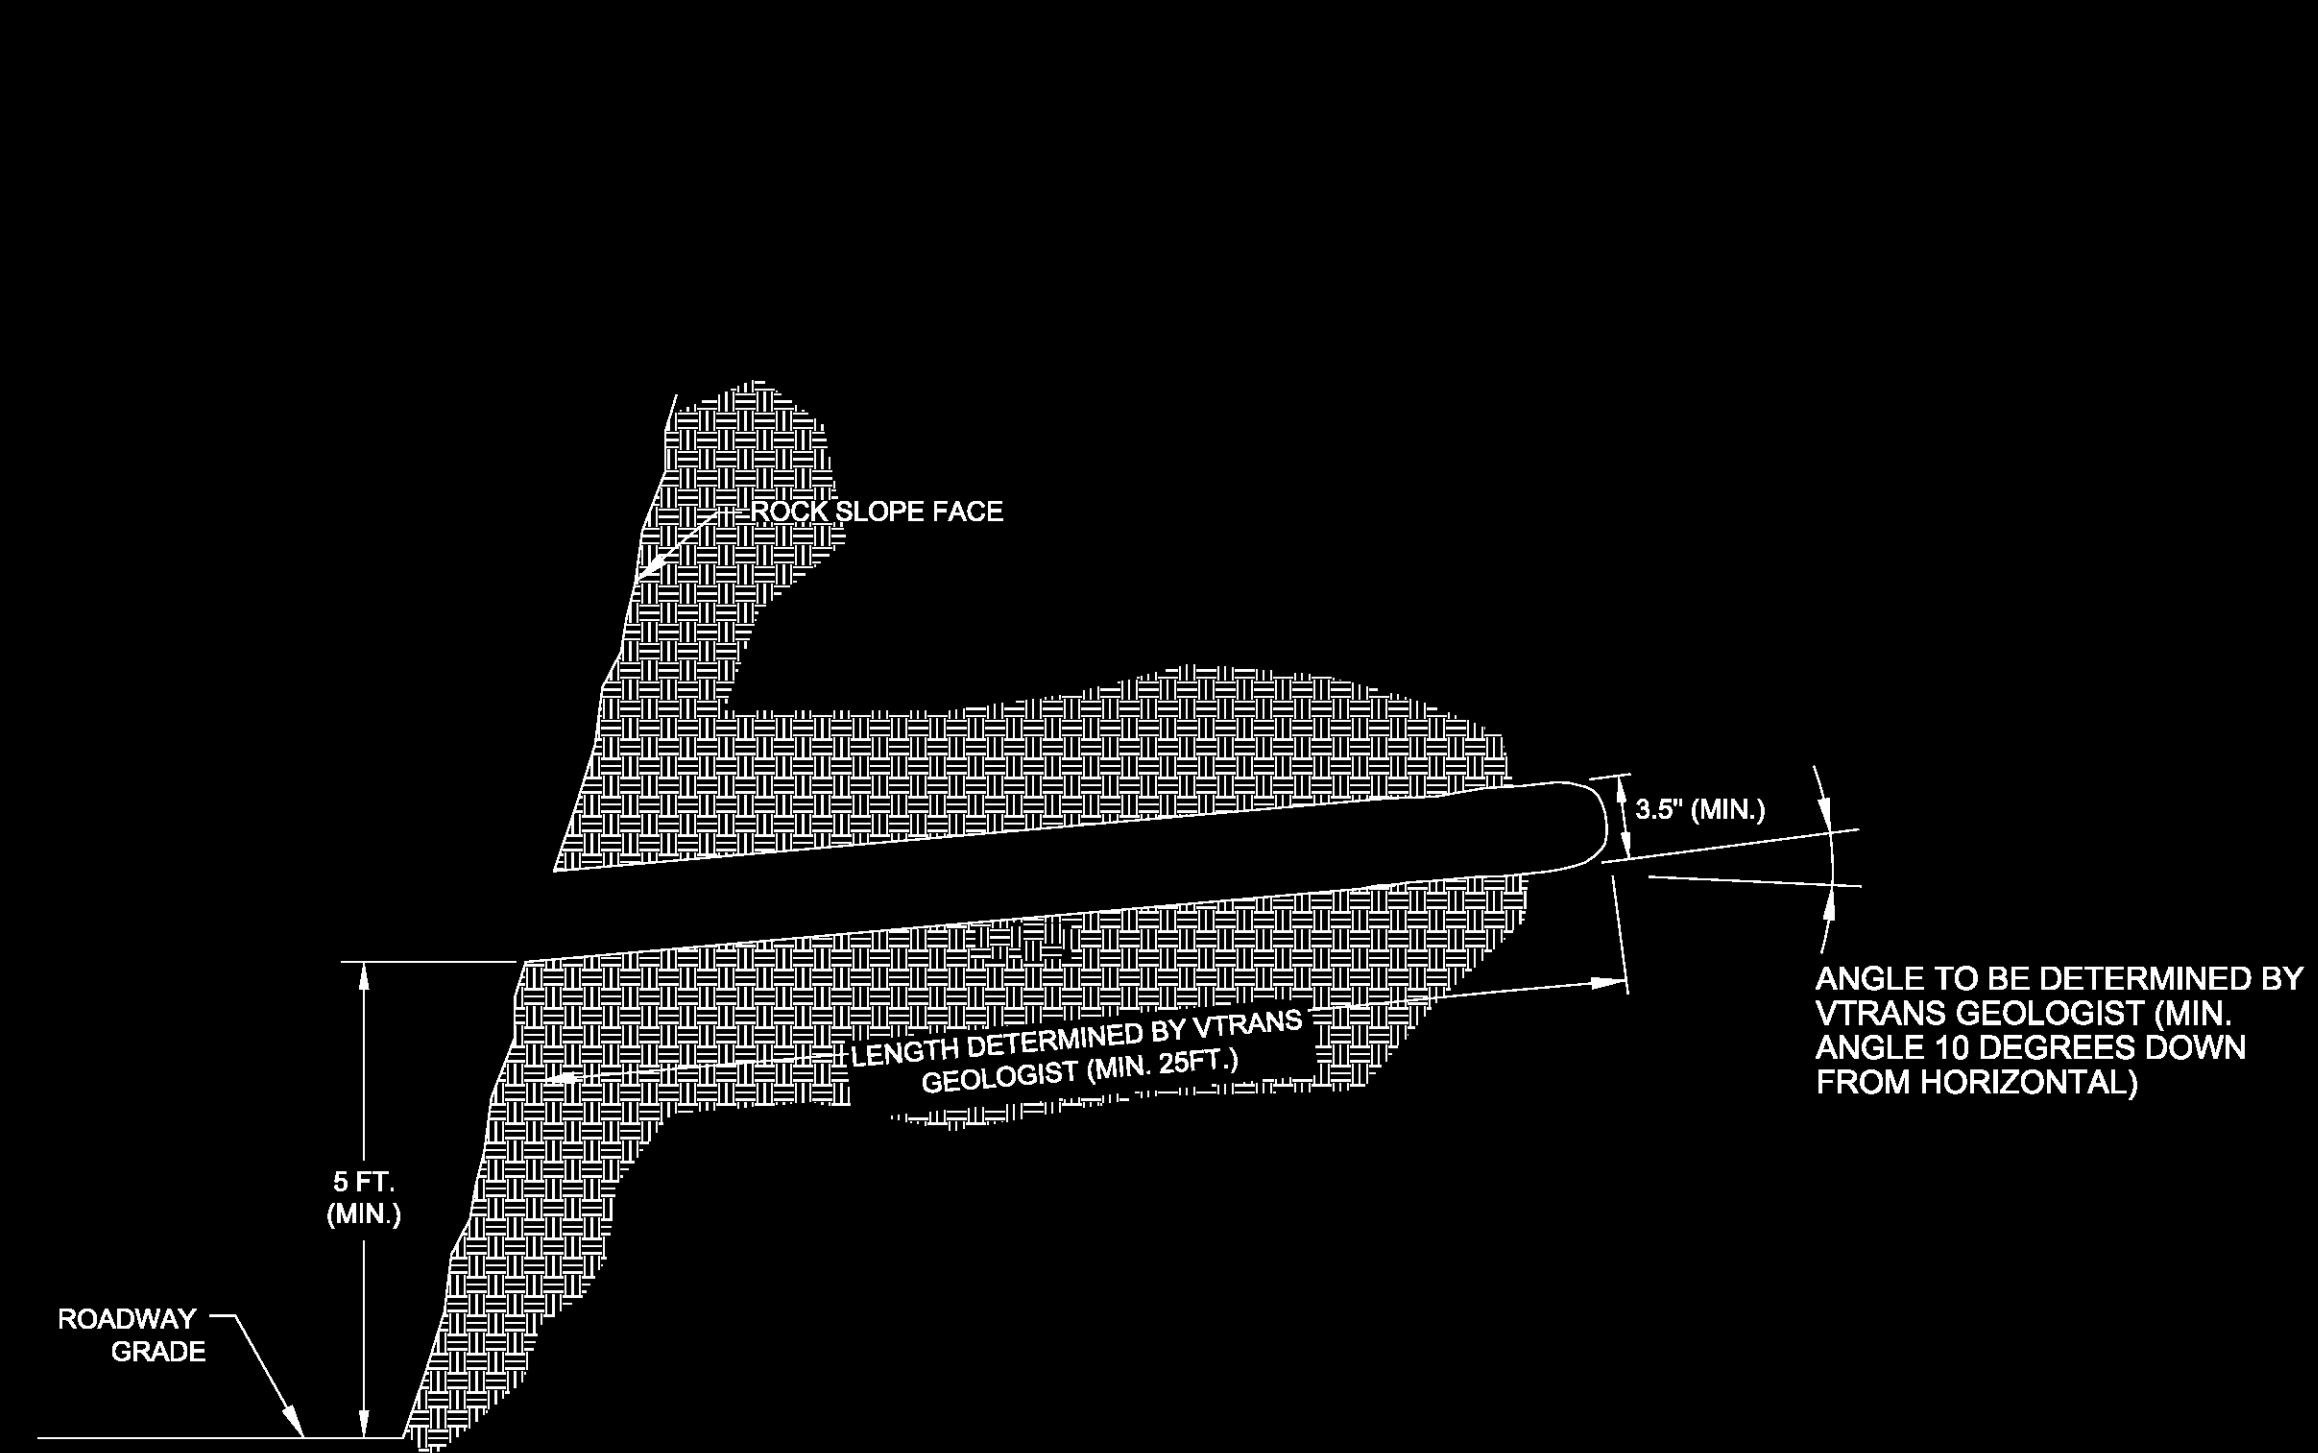 ROCK SLOPE FACE
3.5" (MIN.)
ANGLE TO BE DETERMINED BY
VTRANS GEOLOGIST (MIN.
ANGLE 10 DEGREES DOWN
FROM HORIZONTAL)
LENGTH DETERMINED BY VTRANS
GEOLOGIST (MIN. 25FT.)
5 FT.
(MIN.)
ROADWAY
GRADE